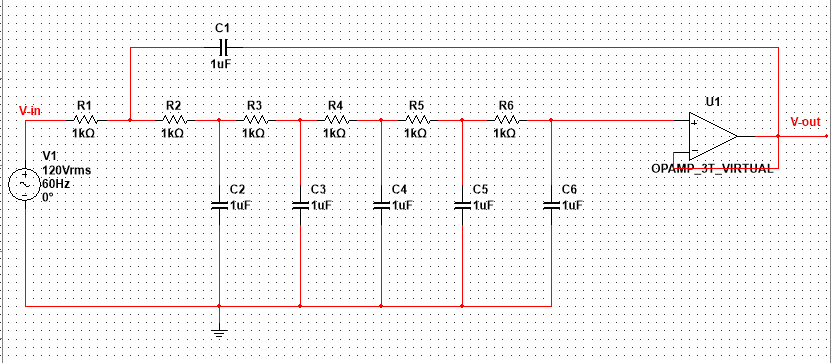 C1
1uF
V-in
R1
1kΩ
R2
1kΩ
R3
1kΩ
R4
1kΩ
R5
1kΩ
R6
1kΩ
U1
+
−
OPAMP_3T_VIRTUAL
V-out
V1
120Vrms
60Hz
0°
C2
1uF
C3
1uF
C4
1uF
C5
1uF
C6
1uF